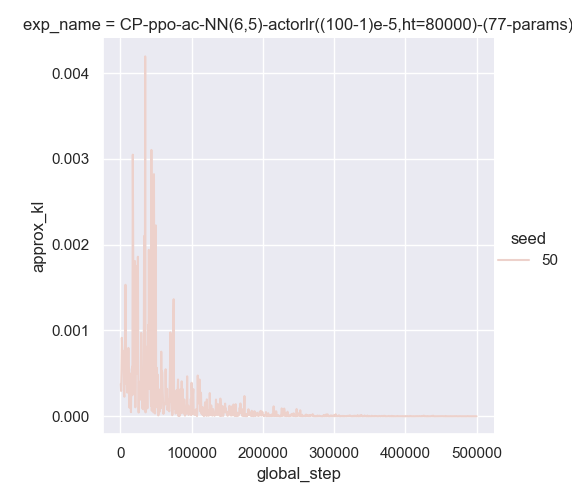 exp_name = CP-ppo-ac-NN(6,5)-actorlr((100-1)e-5,ht=80000)-(77-params)
0.004
0.003
0.002
0.001
0.000
approx_kl
0 100000 200000 300000 400000 500000
global_step
seed
50